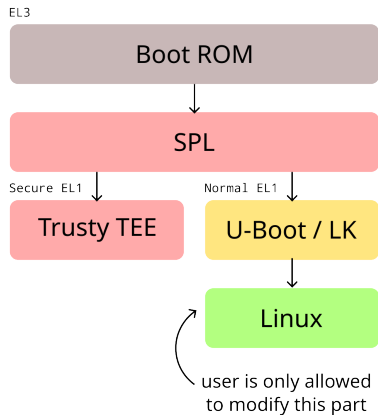 EL3
Boot ROM
SPL
Secure EL1
Normal EL1
Trusty TEE
U-Boot / LK
Linux
user is only allowed
to modify this part